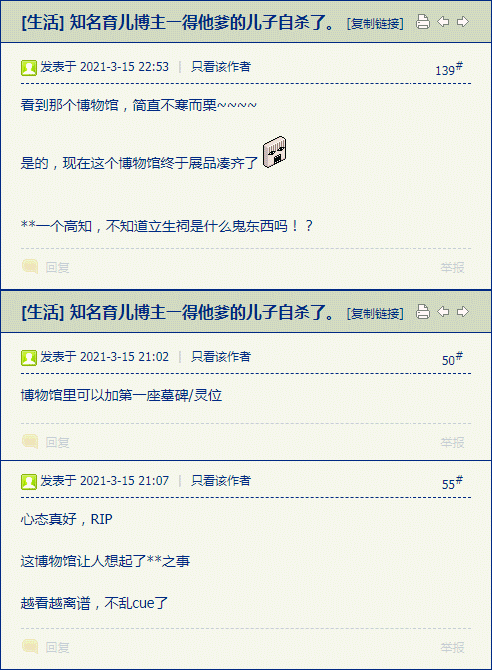 [生活] 知名育儿博主一得他爹的儿子自杀了。 [复制链接]
发表于 2021-3-15 22:53 | 只看该作者 139#
看到那个博物馆，简直不寒而栗~~~~
是的，现在这个博物馆终于展品凑齐了
**一个高知，不知道立生祠是什么鬼东西吗！？
回复 举报
[生活] 知名育儿博主一得他爹的儿子自杀了。 [复制链接]
发表于 2021-3-15 21:02 | 只看该作者 50#
博物馆里可以加第一座墓碑/灵位
回复 举报
发表于 2021-3-15 21:07 | 只看该作者 55#
心态真好，RIP
这博物馆让人想起了**之事
越看越离谱，不乱cue了
回复 举报